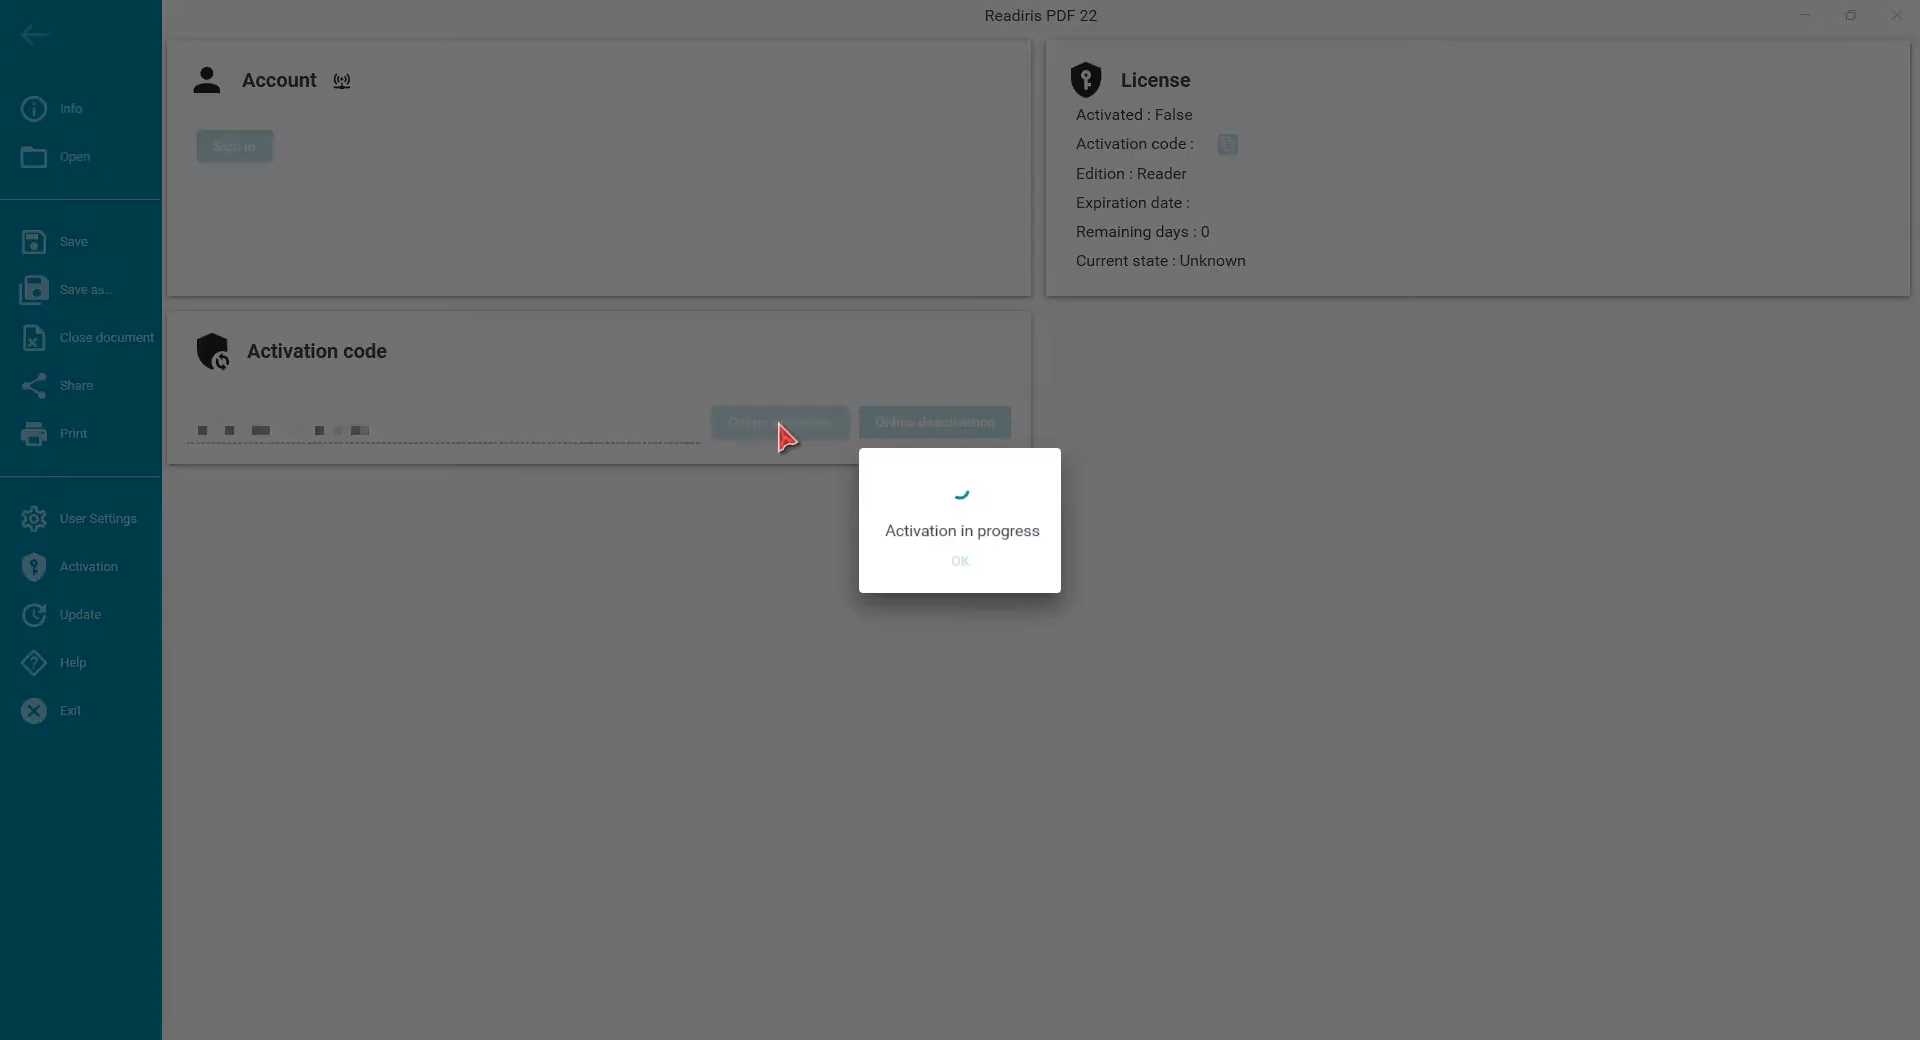 Readiris PDF 22
Info
Open
Save
Save as...
Close document
Share
Print
User Settings
Activation
Update
Help
Exit
Account
Sign in
License
Activated : False
Activation code :
Edition : Reader
Expiration date :
Remaining days : 0
Current state : Unknown
Activation code
Online
Online deactivation
Activation in progress
OK